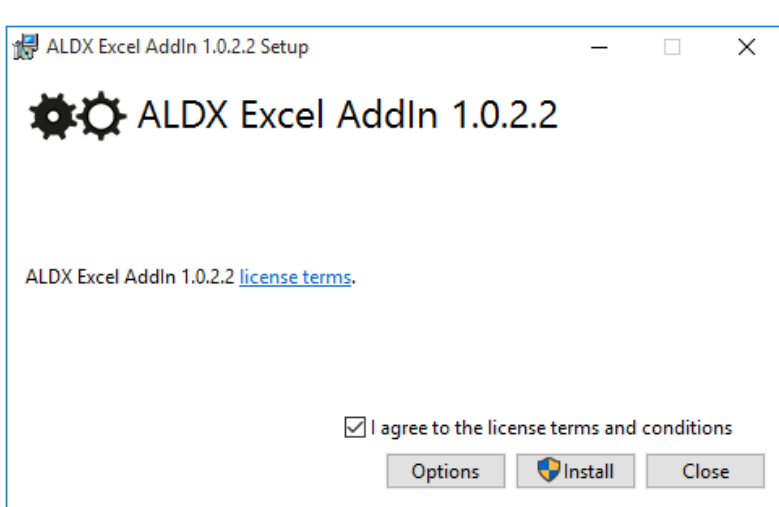 ALDX Excel AddIn 1.0.2.2 Setup
ALDX Excel AddIn 1.0.2.2
ALDX Excel AddIn 1.0.2.2 license terms.
I agree to the license terms and conditions
Options Install Close